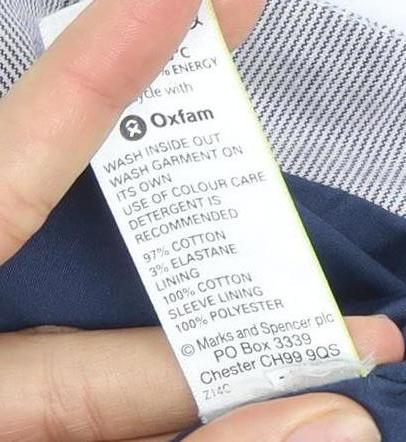 °C
% ENERGY
cycle with
Oxfam
WASH INSIDE OUT
WASH GARMENT ON
ITS OWN
USE OF COLOUR CARE
DETERGENT IS
RECOMMENDED
97% COTTON
3% ELASTANE
LINING
100% COTTON
SLEEVE LINING
100% POLYESTER
© Marks and Spencer plc
PO Box 3339
Chester CH99 9QS
Z14C